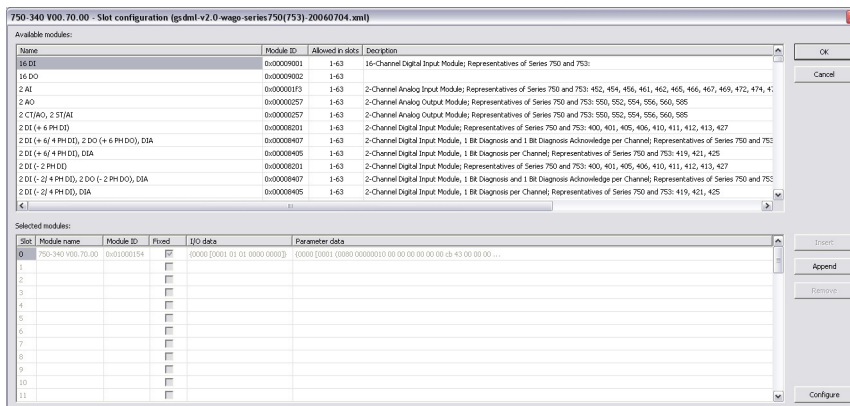 750-340 V00.70.00 - Slot configuration (gsdml-v2.0-wago-series750(753)-20060704.xml)
Available modules:
Name Module ID Allowed in slots Decription
16 DI 0x00009001 1-63 16-Channel Digital Input Module; Representatives of Series 750 and 753:
16 DO 0x00009002 1-63
2 AI 0x000001F3 1-63 2-Channel Analog Input Module; Representatives of Series 750 and 753: 452, 454, 456, 461, 462, 465, 466, 467, 469, 472, 474, 47
2 AO 0x00000257 1-63 2-Channel Analog Output Module; Representatives of Series 750 and 753: 550, 552, 554, 556, 560, 585
2 CT/AO, 2 ST/AI 0x00000257 1-63 2-Channel Analog Output Module; Representatives of Series 750 and 753: 550, 552, 554, 556, 560, 585
2 DI (+ 6 PH DI) 0x00008201 1-63 2-Channel Digital Input Module; Representatives of Series 750 and 753: 400, 401, 405, 406, 410, 411, 412, 413, 427
2 DI (+ 6/ 4 PH DI), 2 DO (+ 6 PH DO), DIA 0x00008407 1-63 2-Channel Digital Input Module, 1 Bit Diagnosis and 1 Bit Diagnosis Acknowledge per Channel; Representatives of Series 750 and 753
2 DI (+ 6/ 4 PH DI), DIA 0x00008405 1-63 2-Channel Digital Input Module, 1 Bit Diagnosis per Channel; Representatives of Series 750 and 753: 419, 421, 425
2 DI (- 2 PH DI) 0x00008201 1-63 2-Channel Digital Input Module; Representatives of Series 750 and 753: 400, 401, 405, 406, 410, 411, 412, 413, 427
2 DI (- 2/ 4 PH DI), 2 DO (- 2 PH DO), DIA 0x00008407 1-63 2-Channel Digital Input Module, 1 Bit Diagnosis and 1 Bit Diagnosis Acknowledge per Channel; Representatives of Series 750 and 753
2 DI (- 2/ 4 PH DI), DIA 0x00008405 1-63 2-Channel Digital Input Module, 1 Bit Diagnosis per Channel; Representatives of Series 750 and 753: 419, 421, 425
OK
Cancel
Selected modules:
Slot Module name Module ID Fixed I/O data Parameter data
0 750-340 V00.70.00 0x01000154 (0000 [0001 01 01 0000 0000]) (0000 [0001 (0080 00000010 00 00 00 00 00 00 cb 43 00 00 00 ...
1
2
3
4
5
6
7
8
9
10
11
Insert
Append
Remove
Configure